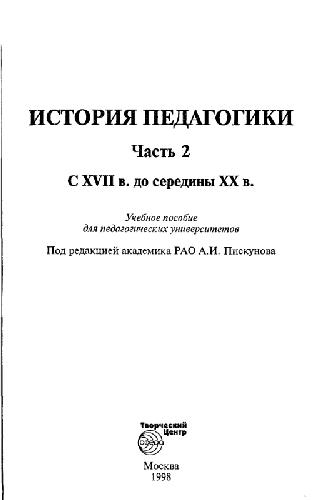 ИСТОРИЯ ПЕДАГОГИКИ
Часть 2
С XVII в. до середины XX в.
Учебное пособие
для педагогических университетов
Под редакцией академика РАО А.И. Пискунова
Творческий
Центр
сфера
Москва
1998